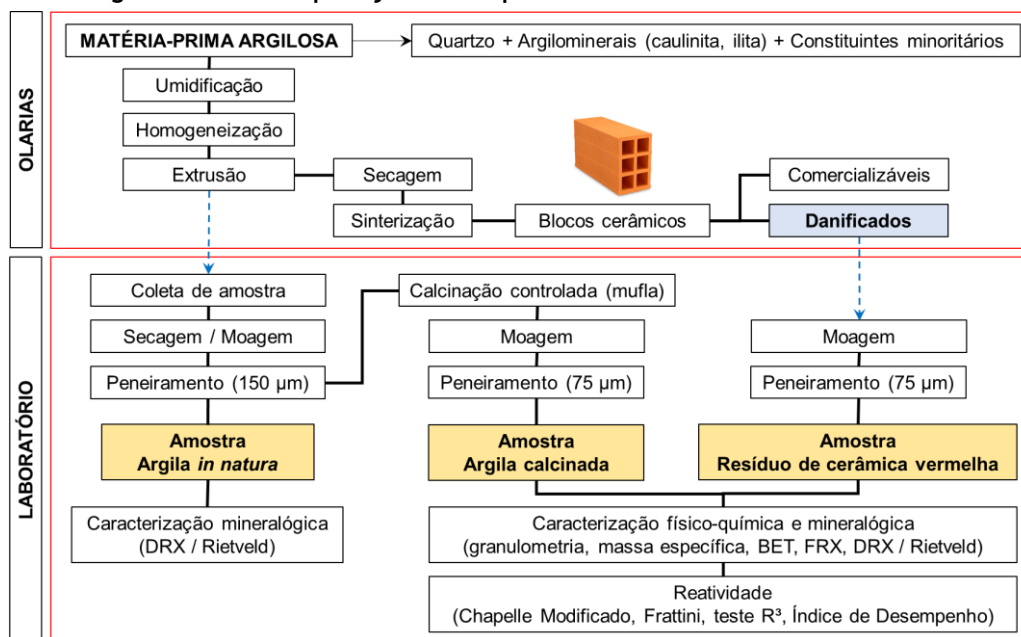 OLARIAS
MATÉRIA-PRIMA ARGILOSA
Quartzo + Argilominerais (caulinita, ilita) + Constituintes minoritários
Umidificação
Homogeneização
Extrusão
Secagem
Sinterização
Blocos cerâmicos
Comercializáveis
Danificados
LABORATÓRIO
Coleta de amostra
Secagem / Moagem
Peneiramento (150 µm)
Amostra
Argila in natura
Caracterização mineralógica
(DRX / Rietveld)
Calcinação controlada (mufla)
Moagem
Peneiramento (75 µm)
Amostra
Argila calcinada
Moagem
Peneiramento (75 µm)
Amostra
Resíduo de cerâmica vermelha
Caracterização físico-química e mineralógica
(granulometria, massa específica, BET, FRX, DRX / Rietveld)
Reatividade
(Chapelle Modificado, Frattini, teste R³, Índice de Desempenho)